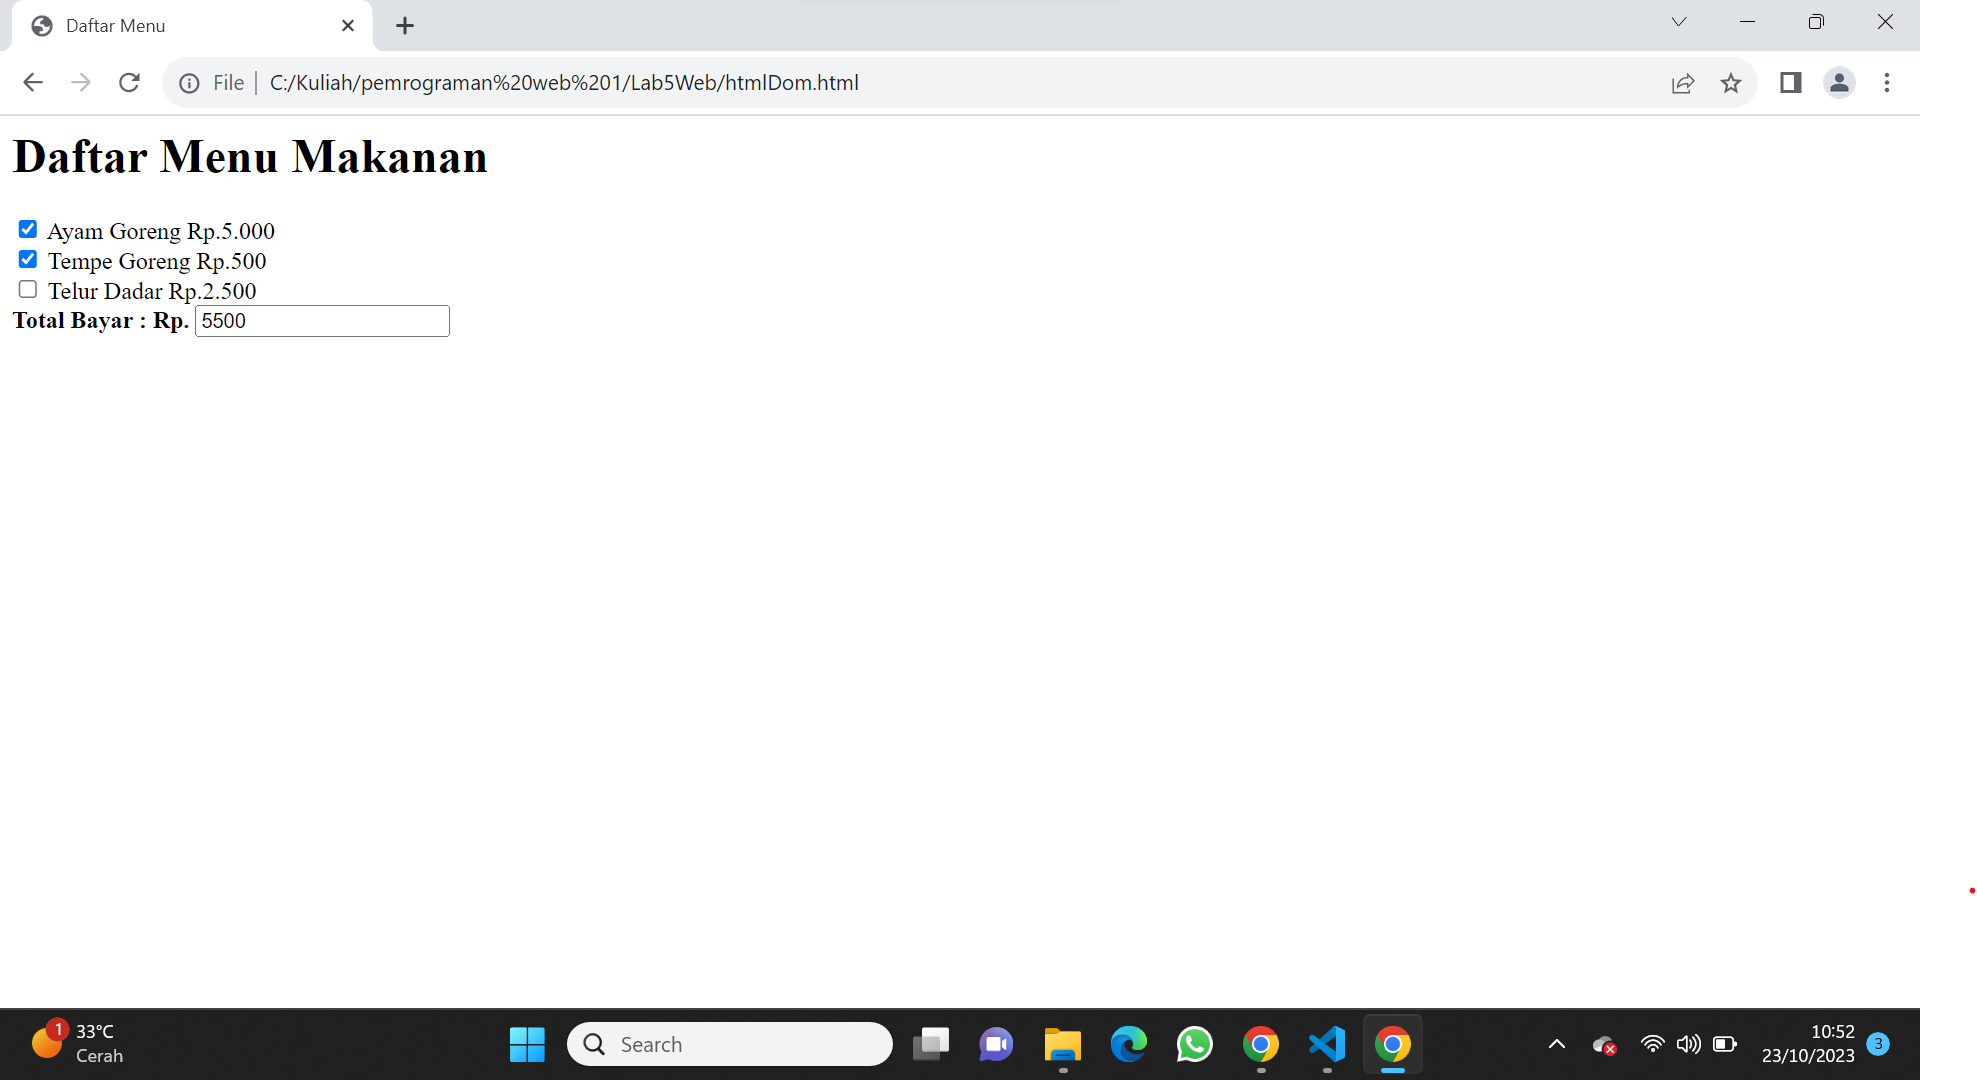 Daftar Menu
File | C:/Kuliah/pemrograman%20web%201/Lab5Web/htmlDom.html
Daftar Menu Makanan
Ayam Goreng Rp.5.000
Tempe Goreng Rp.500
Telur Dadar Rp.2.500
Total Bayar : Rp. 5500
1
33°C
Cerah
Search
10:52
23/10/2023
3